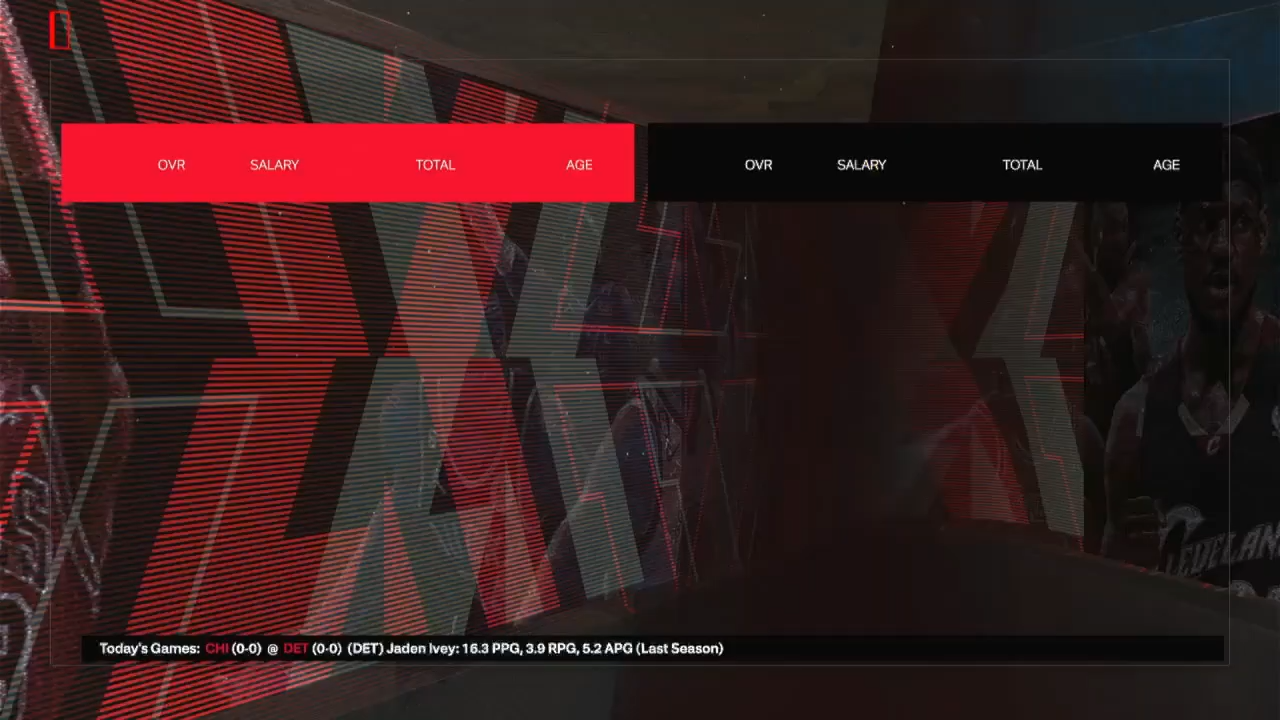 OVR SALARY TOTAL AGE OVR SALARY TOTAL AGE
Today's Games: CHI (0-0) @ DET (0-0) (DET) Jaden Ivey: 16.3 PPG, 3.9 RPG, 5.2 APG (Last Season)